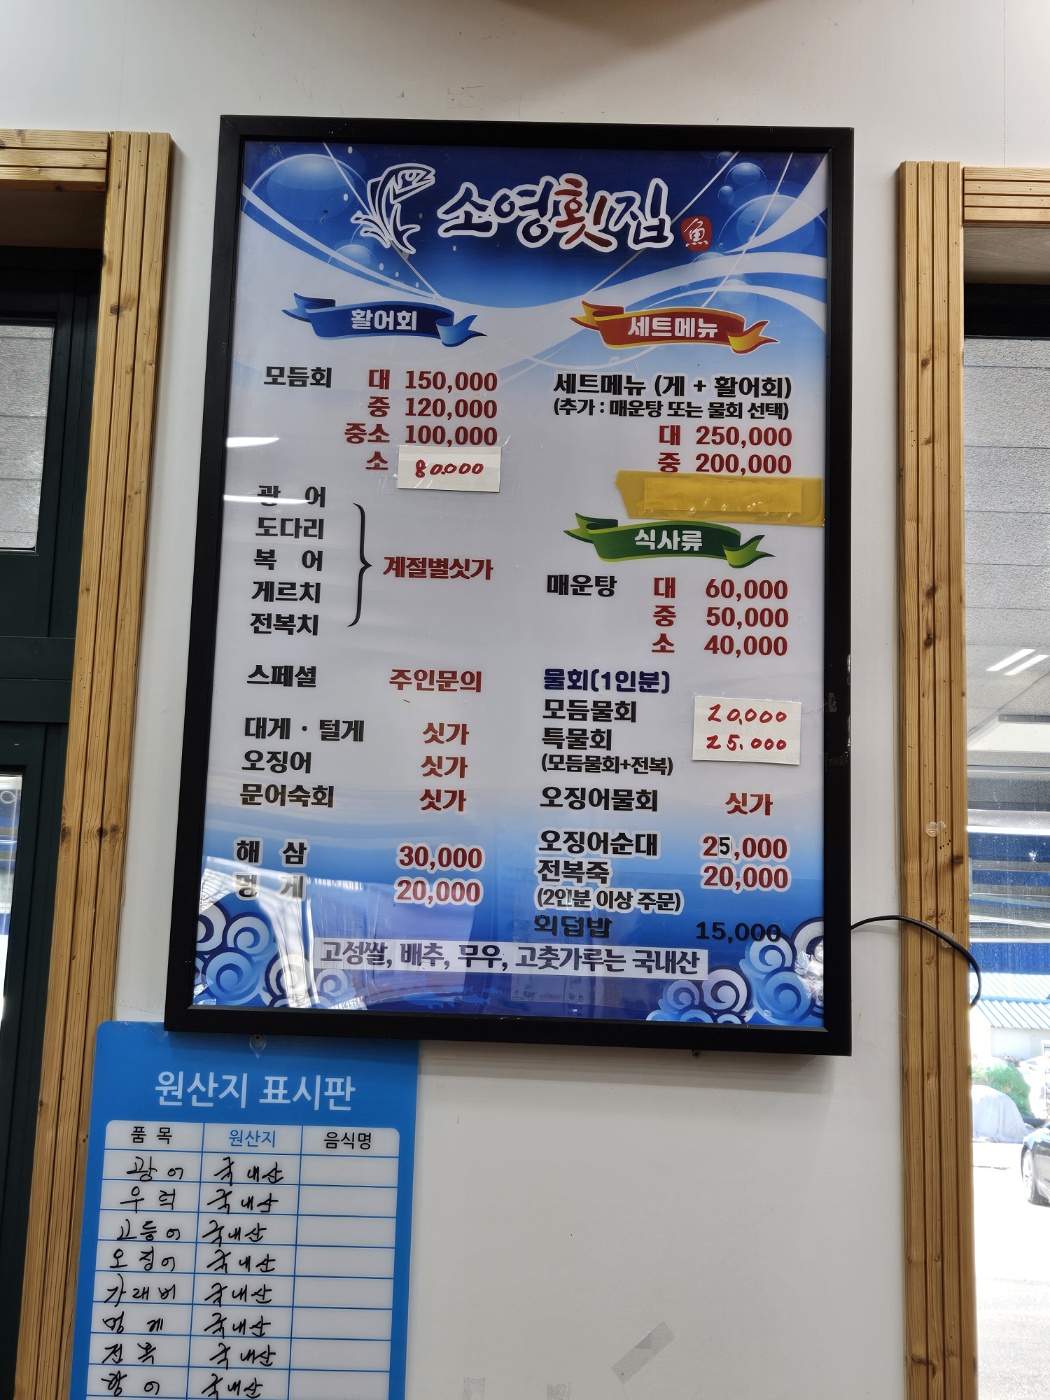 소영횟집 魚
활어회
모듬회 대 150,000
중 120,000
중소 100,000
소 80,000
광 어
도다리
복 어
게르치
전복치
계절별싯가
스페셜 주인문의
대게 · 털게 싯가
오징어 싯가
문어숙회 싯가
해 삼 30,000
멍 게 20,000
세트메뉴
세트메뉴 (게 + 활어회)
(추가 : 매운탕 또는 물회 선택)
대 250,000
중 200,000
식사류
매운탕 대 60,000
중 50,000
소 40,000
물회(1인분)
모듬물회 20,000
특물회 25.000
(모듬물회+전복)
오징어물회 싯가
오징어순대 25,000
전복죽 20,000
(2인분 이상 주문)
회덥밥 15,000
고성쌀, 배추, 무우, 고춧가루는 국내산
원산지 표시판
품 목 원산지 음식명
광 어 국내산
우 럭 국내산
고등어 국내산
오징어 국내산
가래비 국내산
멍 게 국내산
전 복 국내산
국내산